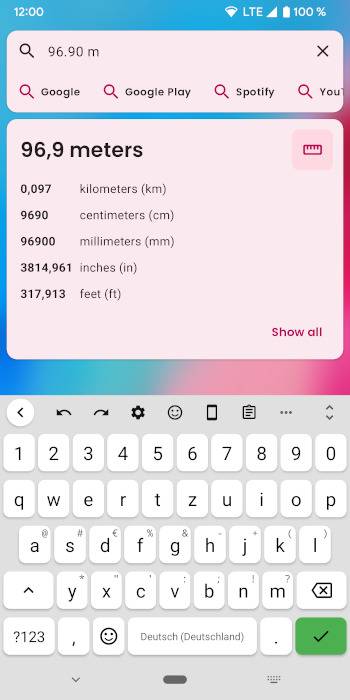 12:00 LTE 100 %
96.90 m
Google Google Play Spotify You
96,9 meters
0,097 kilometers (km)
9690 centimeters (cm)
96900 millimeters (mm)
3814,961 inches (in)
317,913 feet (ft)
Show all
1 2 3 4 5 6 7 8 9 0
q w e r t z u i o p
@ # € % & - + ( )
a s d f g h j k l
* " ' : ; ! ?
y x c v b n m
?123 , Deutsch (Deutschland) .